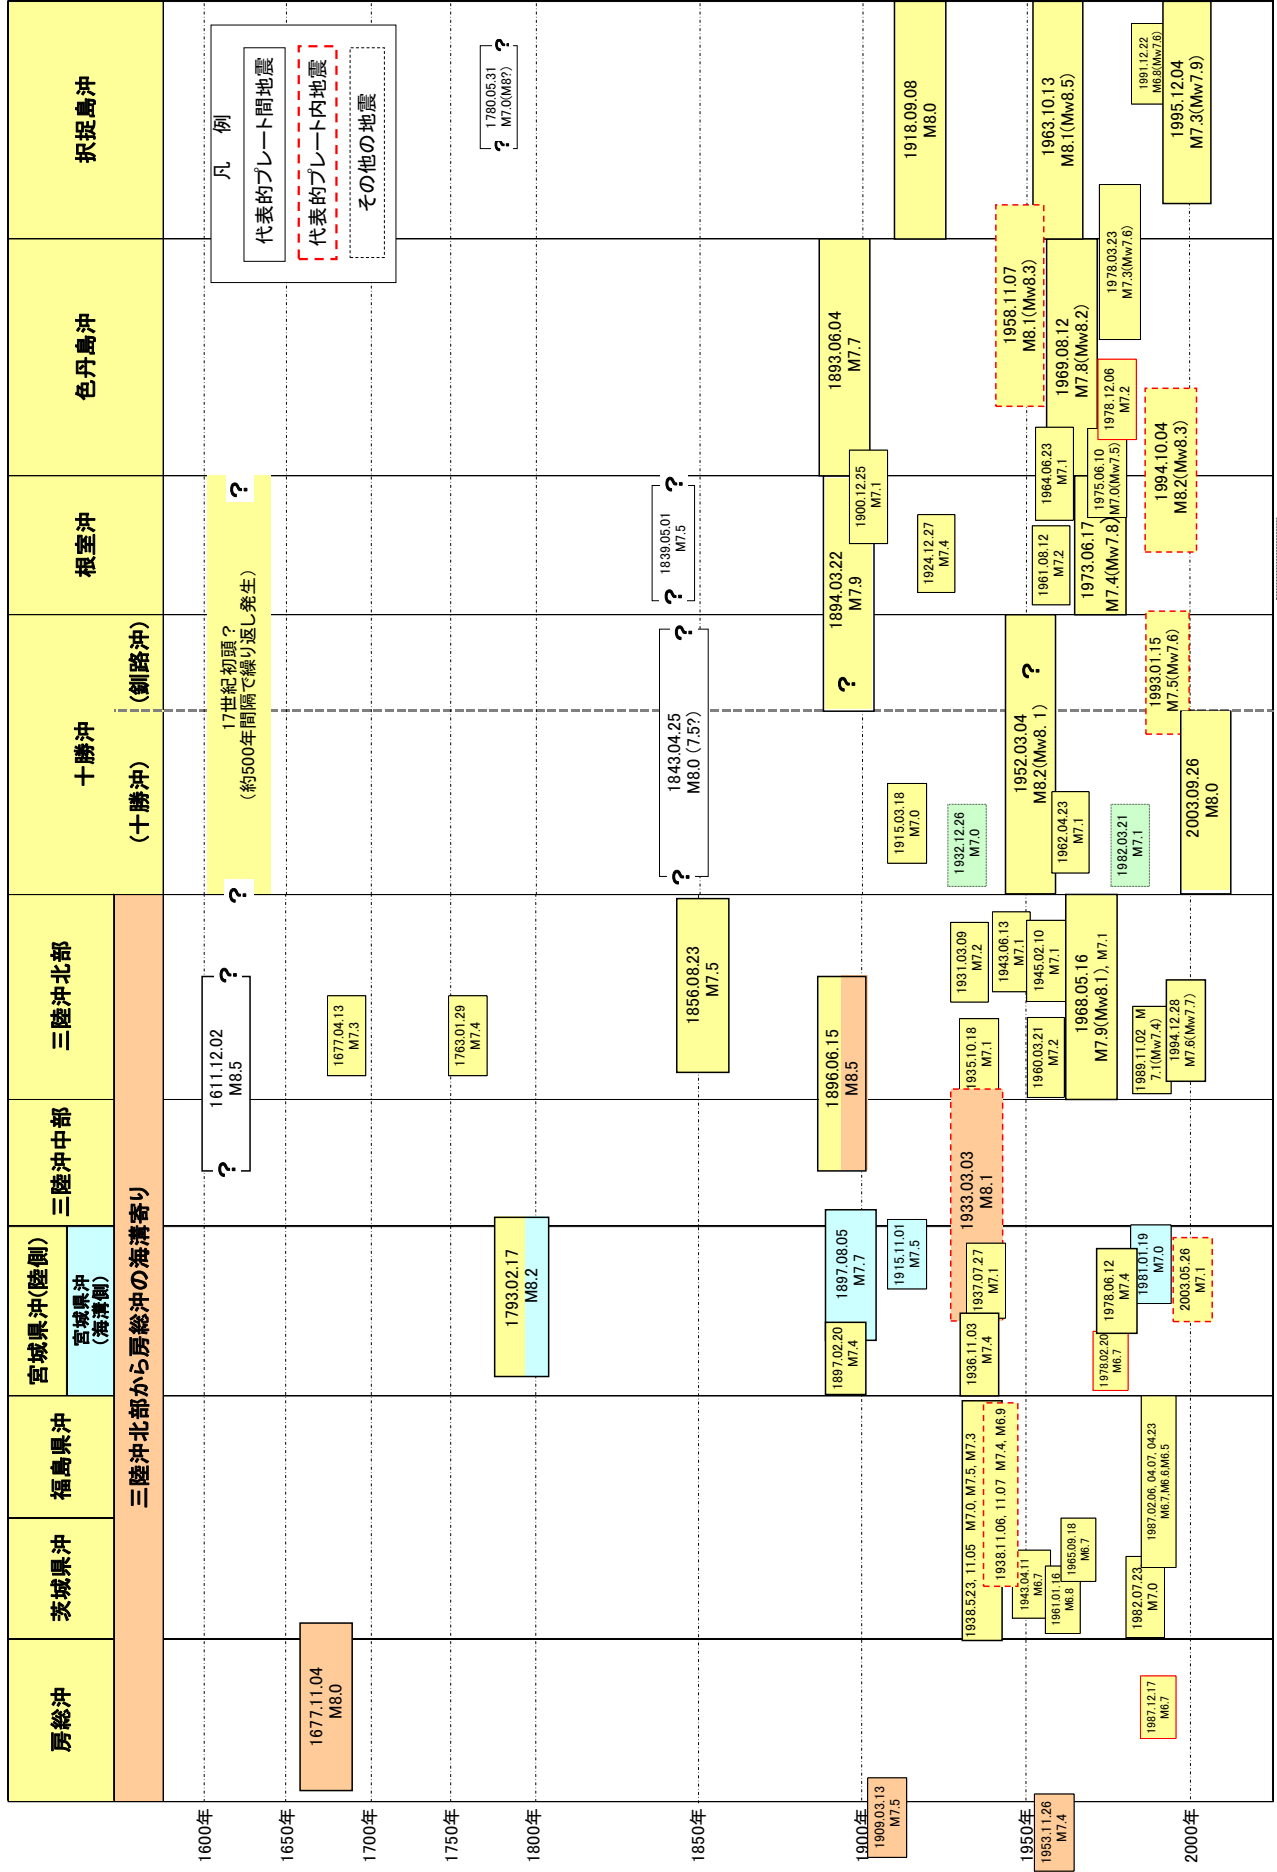 房総沖
茨城県沖
福島県沖
宮城県沖(陸側)
宮城県沖
(海溝側)
三陸沖中部
三陸沖北部
十勝沖
(十勝沖)
(釧路沖)
根室沖
色丹島沖
択捉島沖
三陸沖北部から房総沖の海溝寄り
凡 例
代表的プレート間地震
代表的プレート内地震
その他の地震
1600年
1650年
1700年
1750年
1800年
1850年
1900年
1950年
2000年
1677.11.04
M8.0
1909.03.13
M7.5
1953.11.26
M7.4
1987.12.17
M6.7
1938.5.23, 11.05 M7.0, M7.5, M7.3
1938.11.06, 11.07 M7.4, M6.9
1943.04.11
M6.7
1961.01.16
M6.8
1965.09.18
M6.7
1982.07.23
M7.0
1987.02.06, 04.07, 04.23
M6.7,M6.6,M6.5
1793.02.17
M8.2
1897.08.05
M7.7
1897.02.20
M7.4
1915.11.01
M7.5
1933.03.03
M8.1
1937.07.27
M7.1
1936.11.03
M7.4
1978.02.20
M6.7
1978.06.12
M7.4
1981.01.19
M7.0
2003.05.26
M7.1
? 1611.12.02 ?
M8.5
1677.04.13
M7.3
1763.01.29
M7.4
1856.08.23
M7.5
1896.06.15
M8.5
1931.03.09
M7.2
1935.10.18
M7.1
1943.06.13
M7.1
1945.02.10
M7.1
1960.03.21
M7.2
1968.05.16
M7.9(Mw8.1), M7.1
1989.11.02 M
7.1(Mw7.4)
1994.12.28
M7.6(Mw7.7)
? 17世紀初頭? ?
(約500年間隔で繰り返し発生)
? 1843.04.25 ?
M8.0 (7.5?)
1915.03.18
M7.0
1932.12.26
M7.0
1952.03.04 ?
M8.2(Mw8. 1)
1962.04.23
M7.1
1982.03.21
M7.1
1993.01.15
M7.5(Mw7.6)
2003.09.26
M8.0
? 1839.05.01 ?
M7.5
? 1894.03.22
M7.9
1900.12.25
M7.1
1924.12.27
M7.4
1961.08.12
M7.2
1964.06.23
M7.1
1973.06.17
M7.4(Mw7.8)
1975.06.10
M7.0(Mw7.5)
1994.10.04
M8.2(Mw8.3)
1893.06.04
M7.7
1958.11.07
M8.1(Mw8.3)
1969.08.12
M7.8(Mw8.2)
1978.12.06
M7.2
1978.03.23
M7.3(Mw7.6)
? 1780.05.31 ?
M7.0(M8?)
1918.09.08
M8.0
1963.10.13
M8.1(Mw8.5)
1991.12.22
M6.8(Mw7.6)
1995.12.04
M7.3(Mw7.9)